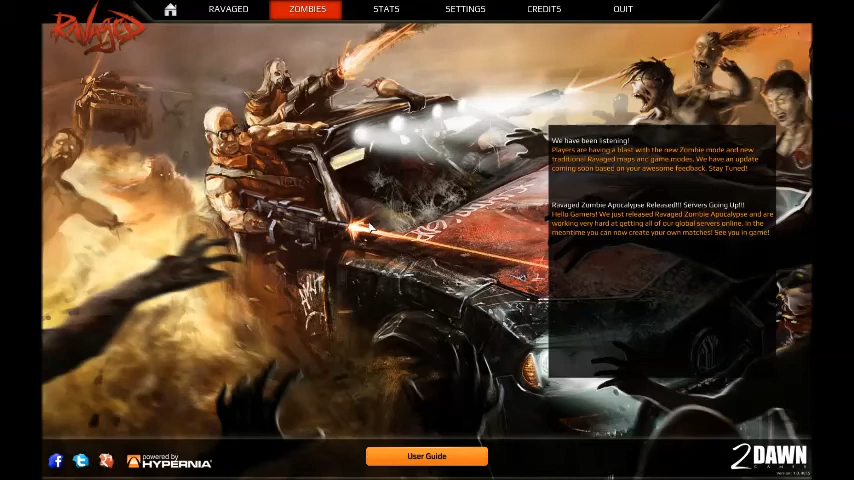 RAVAGED
RAVAGED ZOMBIES STATS SETTINGS CREDITS QUIT
We have been listening!
Players are having a blast with the new Zombie mode and new
traditional Ravaged maps and game modes. We have an update
coming soon based on your awesome feedback. Stay Tuned!
Ravaged Zombie Apocalypse Released!!! Servers Going Up!!!
Hello Gamers! We just released Ravaged Zombie Apocalypse and are
working very hard at getting all of our global servers online. In the
meantime you can now create your own matches! See you in game!
powered by
HYPERNIA
User Guide
2DAWN
GAMES